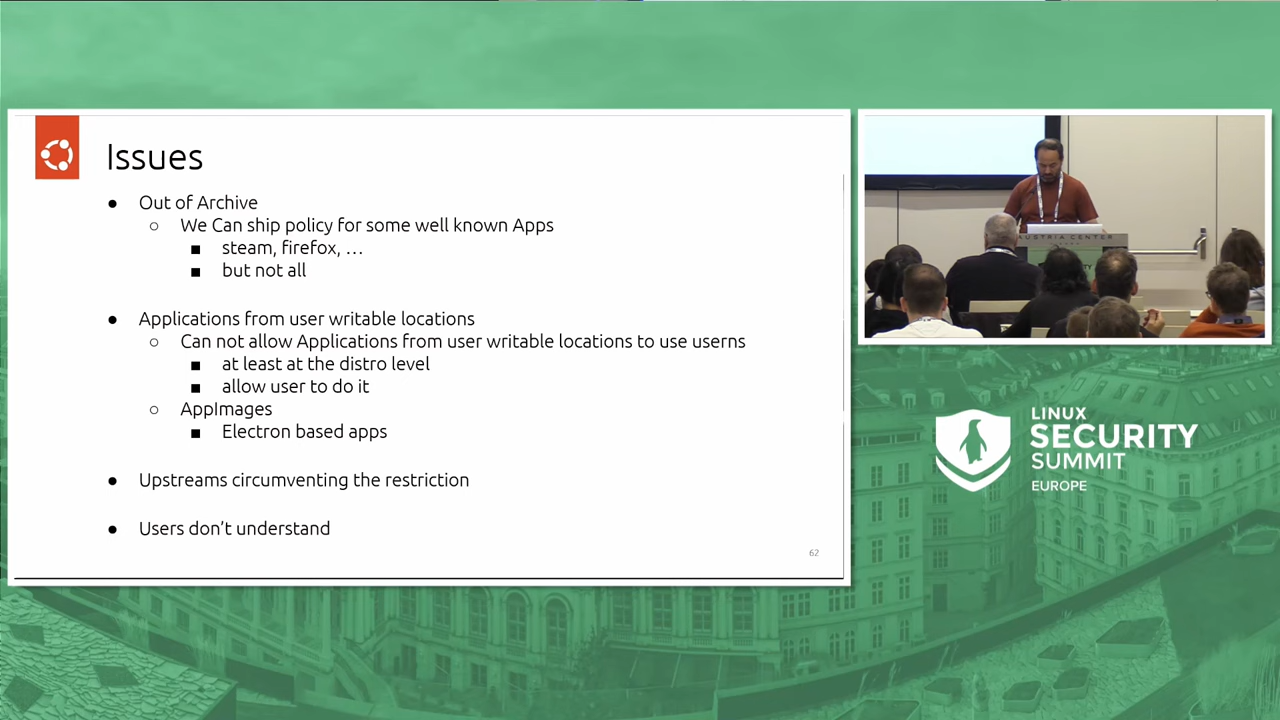 Issues
● Out of Archive
○ We Can ship policy for some well known Apps
■ steam, firefox, …
■ but not all
● Applications from user writable locations
○ Can not allow Applications from user writable locations to use userns
■ at least at the distro level
■ allow user to do it
○ AppImages
■ Electron based apps
● Upstreams circumventing the restriction
● Users don’t understand
62
AUSTRIA CENTER
LINUX
SECURITY
SUMMIT
EUROPE